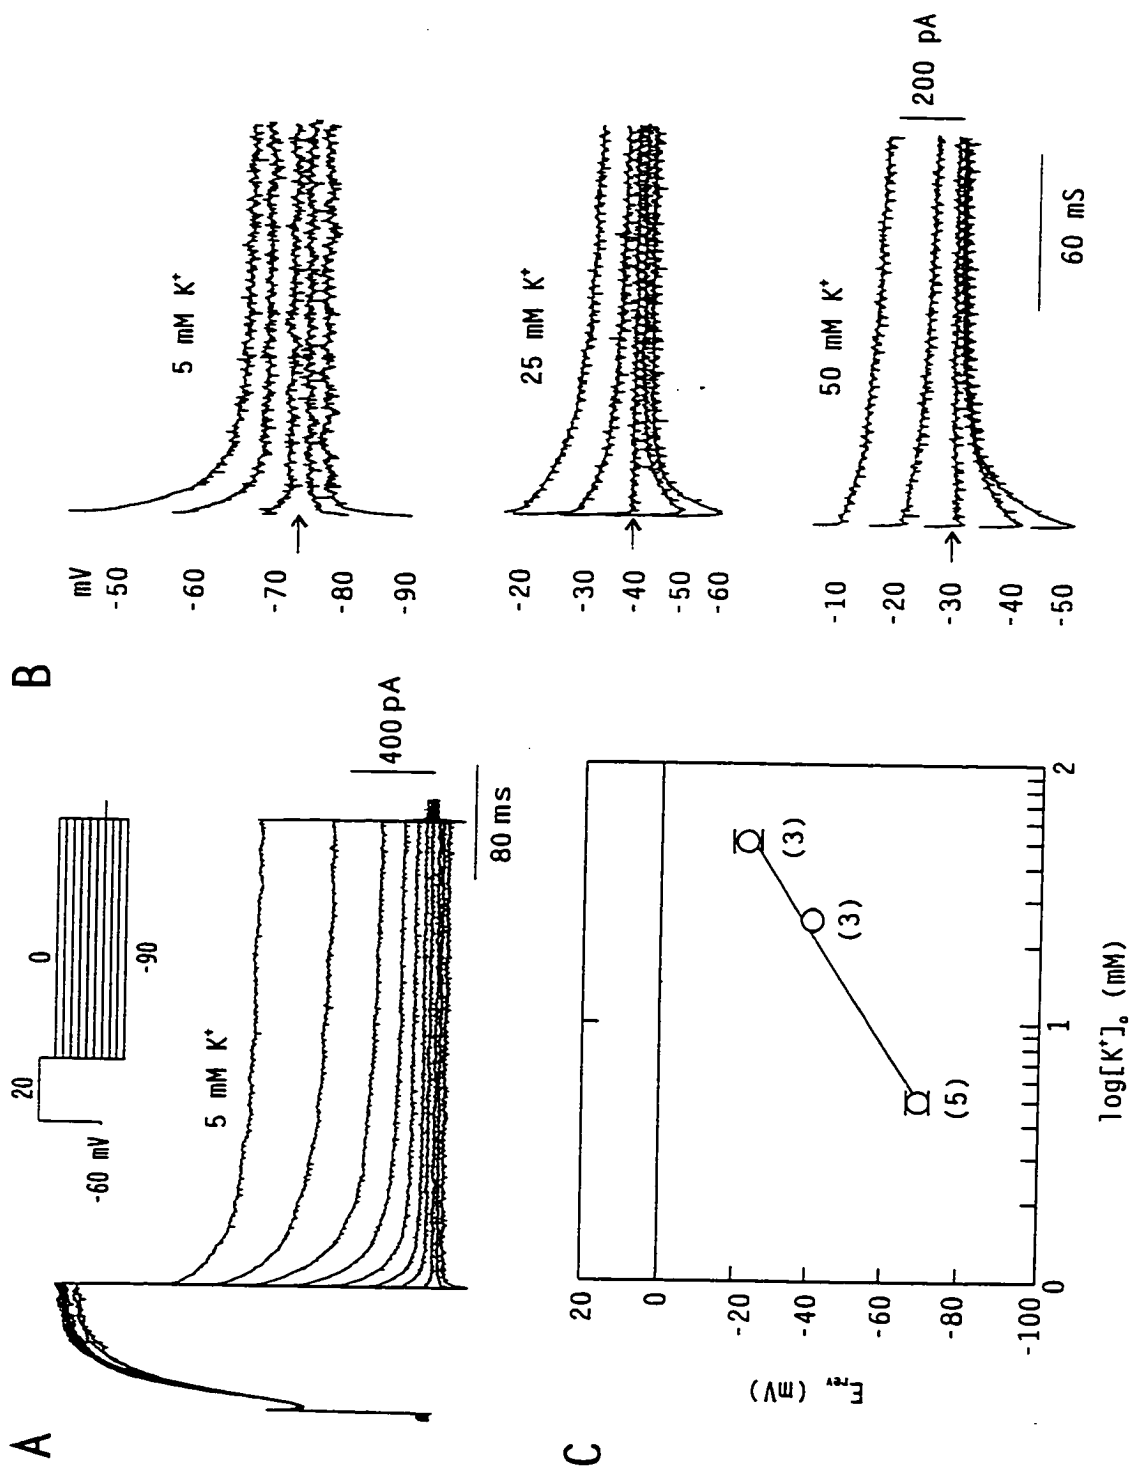 A
20
0
-60 mV
-90
5 mM K⁺
400 pA
80 ms
B
mV
5 mM K⁺
-50
-60
-70
-80
-90
25 mM K⁺
-20
-30
-40
-50
-60
50 mM K⁺
-10
-20
-30
-40
-50
200 pA
60 mS
C
20
0
-20
-40
-60
-80
-100
E_rev (mV)
(5)
(3)
(3)
0
1
2
log[K⁺]ₒ (mM)